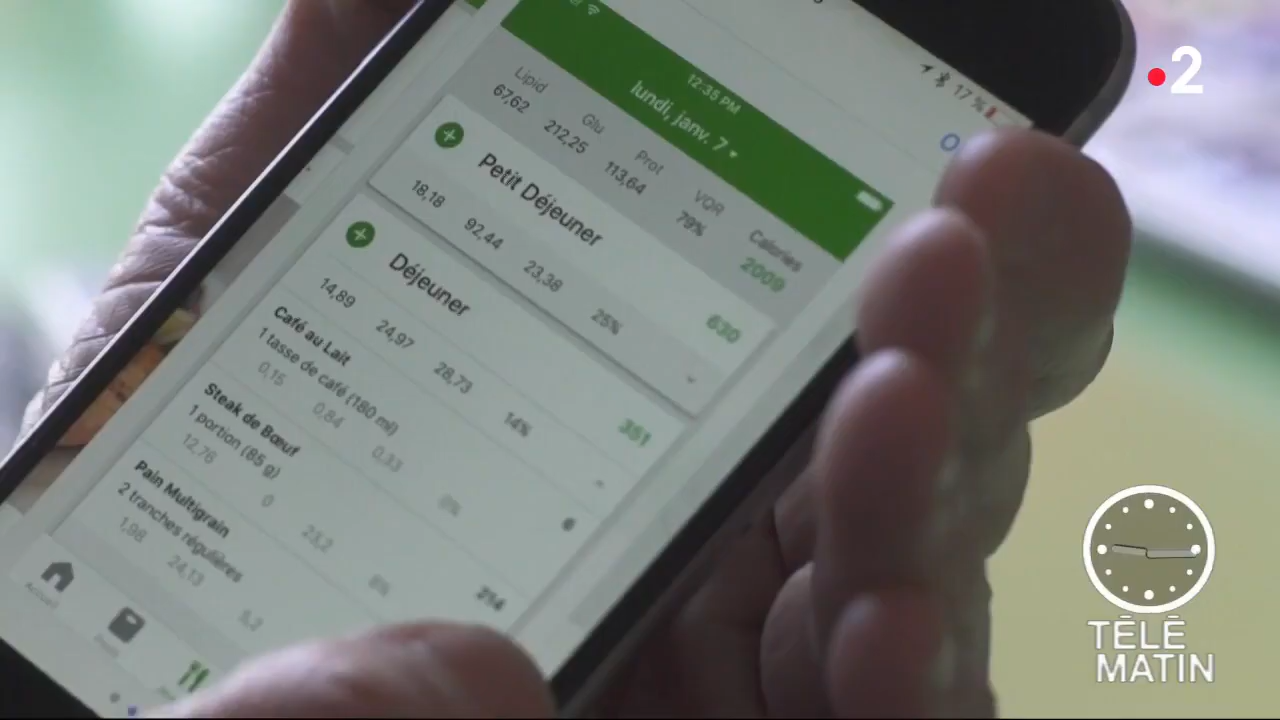 2
17 %
12:35 PM
lundi, janv. 7
Lipid Glu Prot VQR Calories
67,62 212,25 113,64 79% 2009
Petit Déjeuner
18,18 92,44 23,38 25% 630
Déjeuner
14,89 24,97 28,73 14% 351
Café au Lait
1 tasse de café (180 ml)
0,15 0,84 0,33 0% 6
Steak de Bœuf
1 portion (85 g)
12,76 0 23,2 8% 214
Pain Multigrain
2 tranches régulières
1,98 24,13 5,2
Accueil
TÉLÉ
MATIN